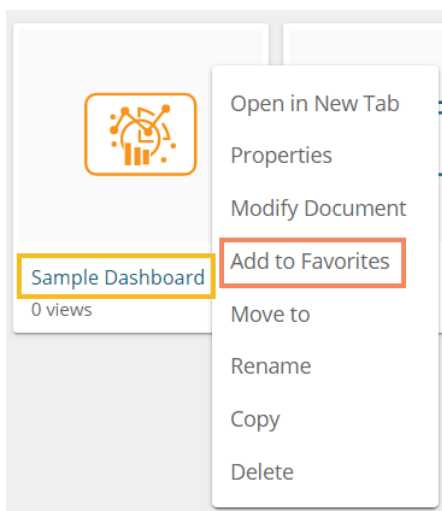 Sample Dashboard
0 views
Open in New Tab
Properties
Modify Document
Add to Favorites
Move to
Rename
Copy
Delete